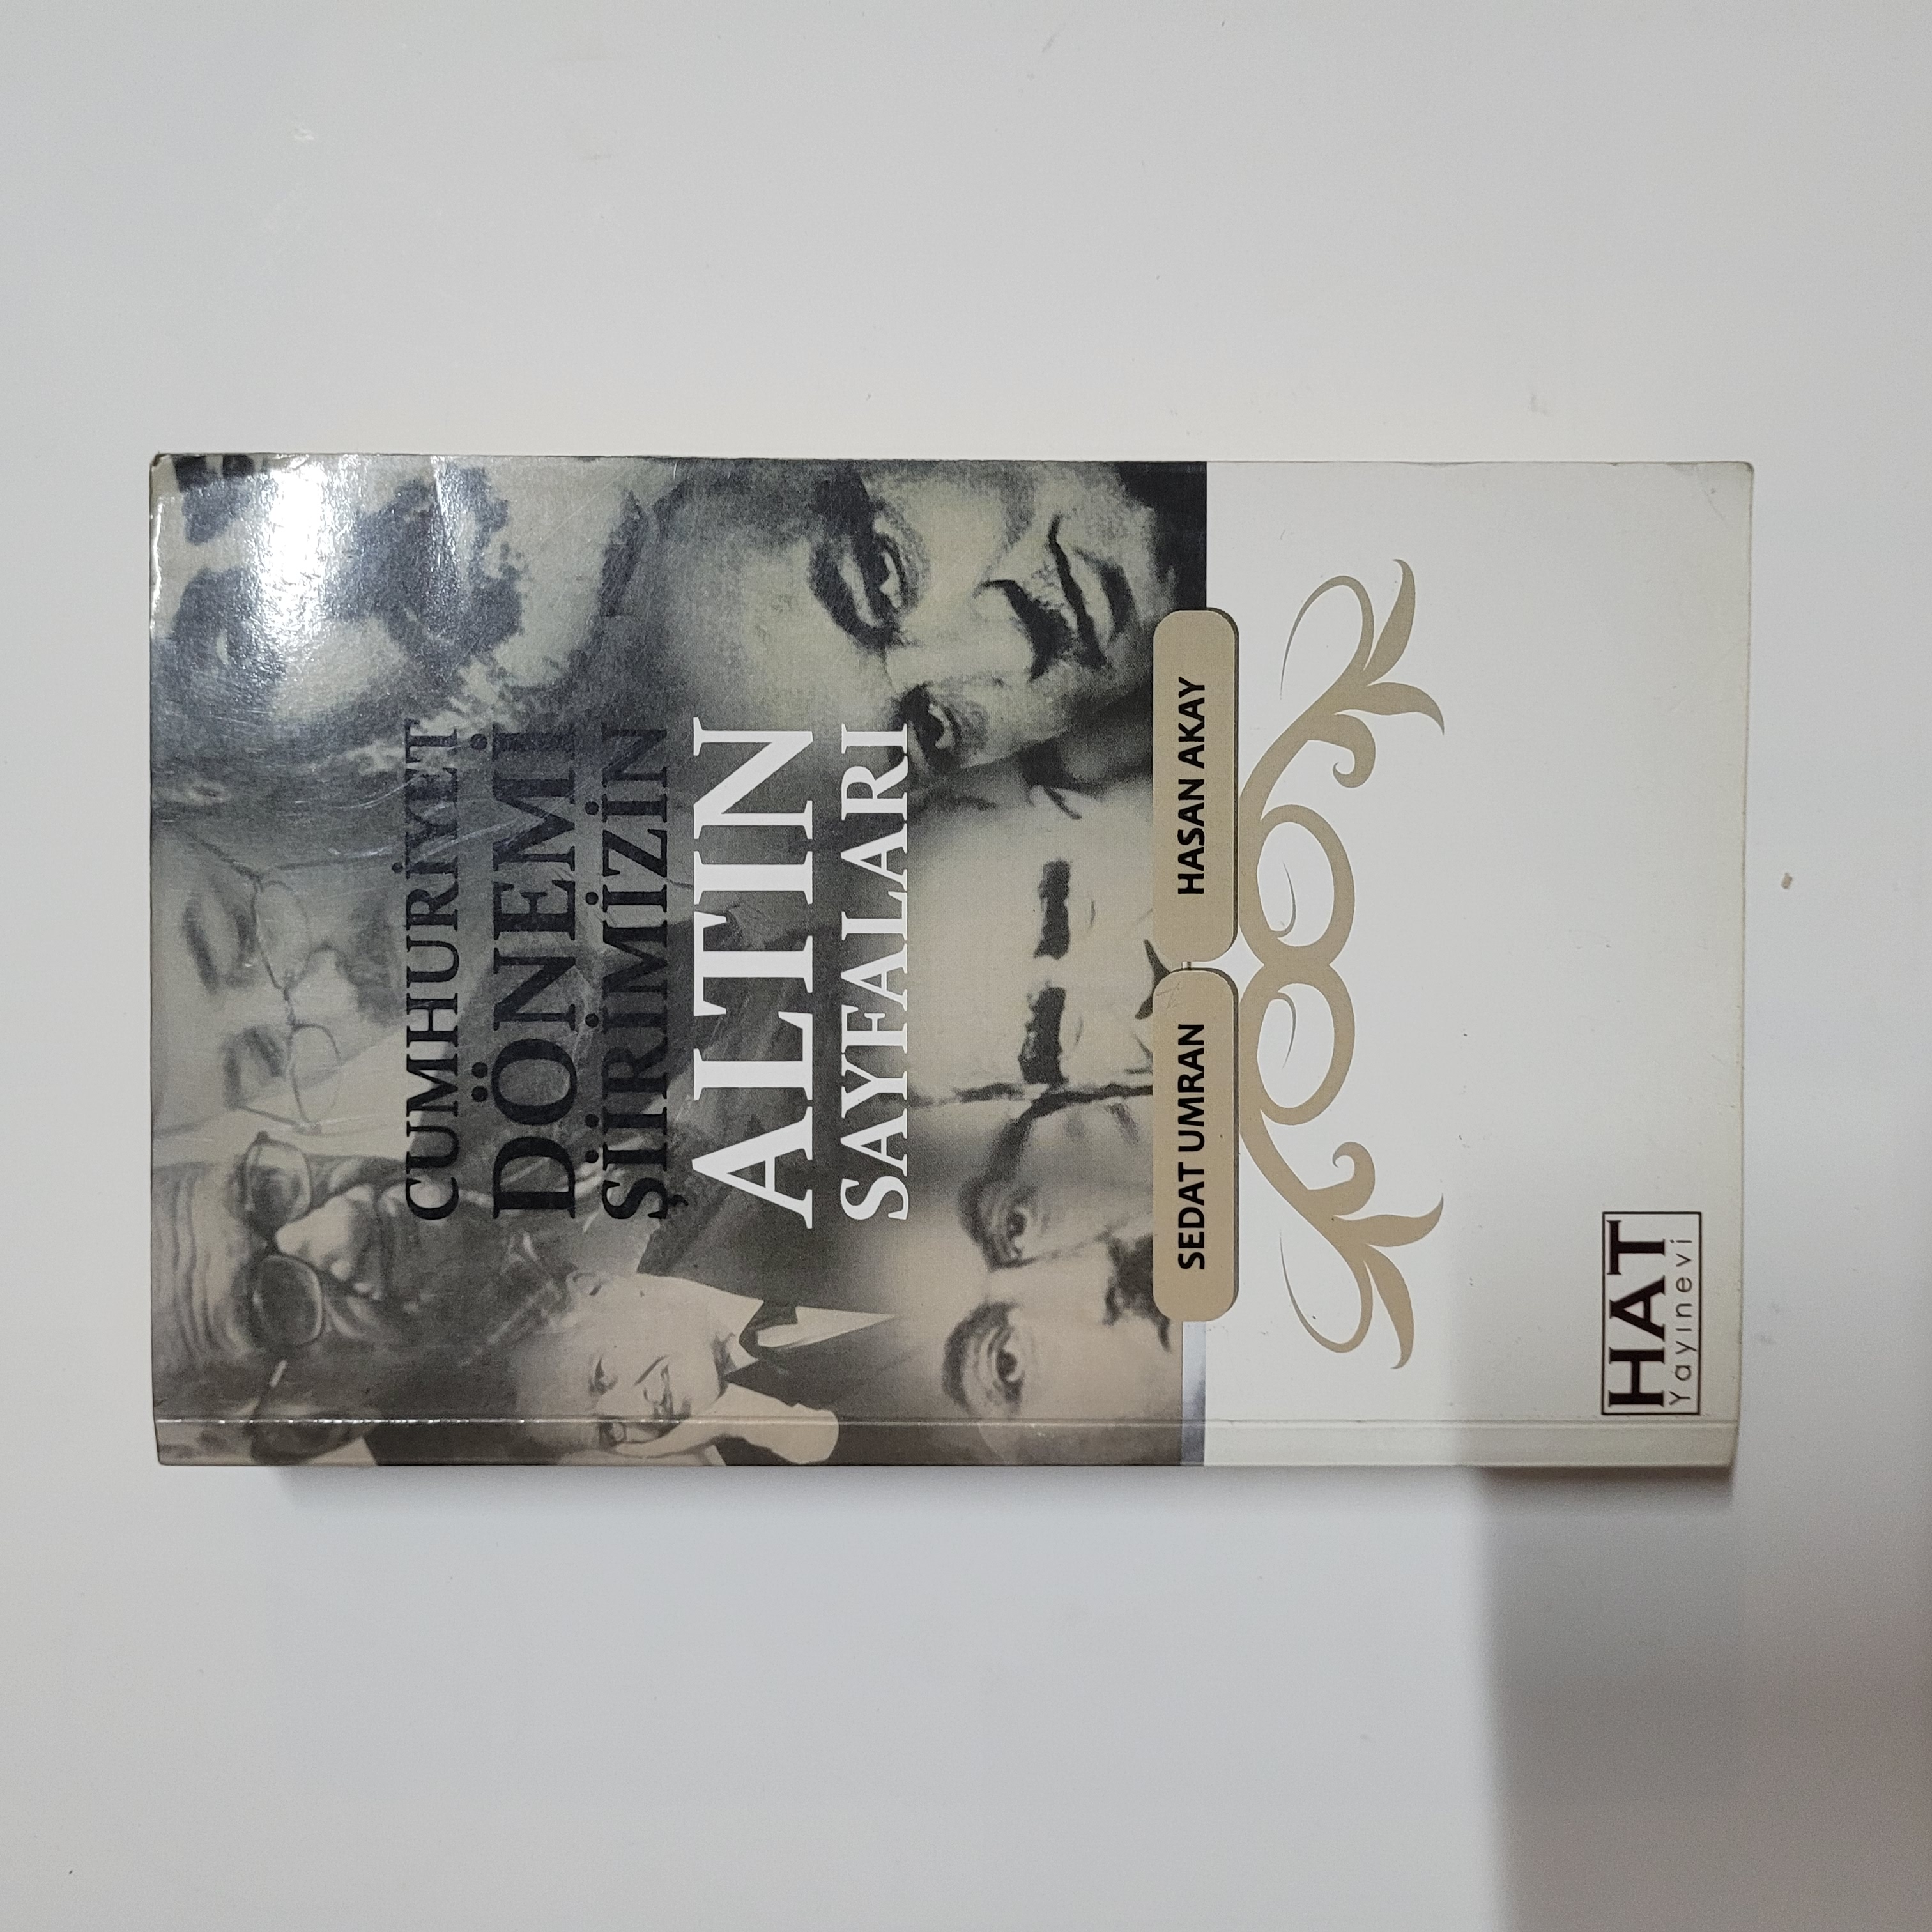 CUMHURİYET
DÖNEMİ
ŞİİRİMİZİN
ALTIN
SAYFALARI
SEDAT UMRAN
HASAN AKAY
HAT
Yayınevi